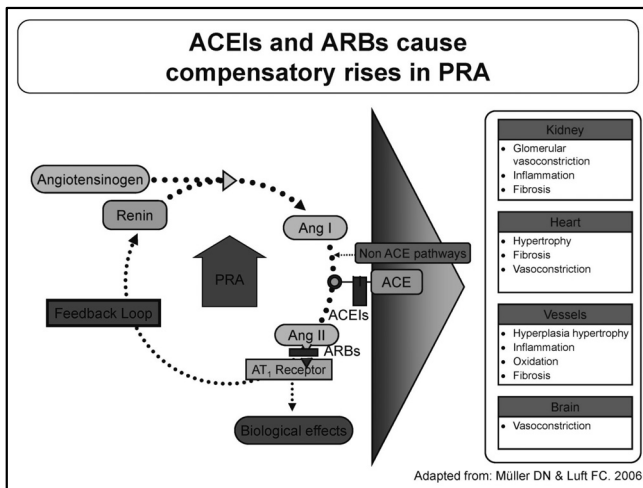 ACEIs and ARBs cause
compensatory rises in PRA
Angiotensinogen
Renin
Ang I
Non ACE pathways
PRA
ACE
ACEIs
Feedback Loop
Ang II
ARBs
AT₁ Receptor
Biological effects
Kidney
• Glomerular
vasoconstriction
• Inflammation
• Fibrosis
Heart
• Hypertrophy
• Fibrosis
• Vasoconstriction
Vessels
• Hyperplasia hypertrophy
• Inflammation
• Oxidation
• Fibrosis
Brain
• Vasoconstriction
Adapted from: Müller DN & Luft FC. 2006